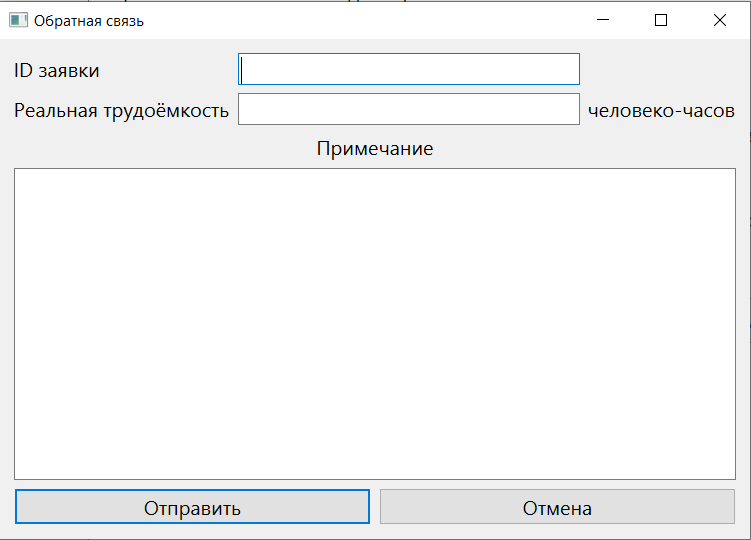 Обратная связь
ID заявки
Реальная трудоёмкость человеко-часов
Примечание
Отправить Отмена